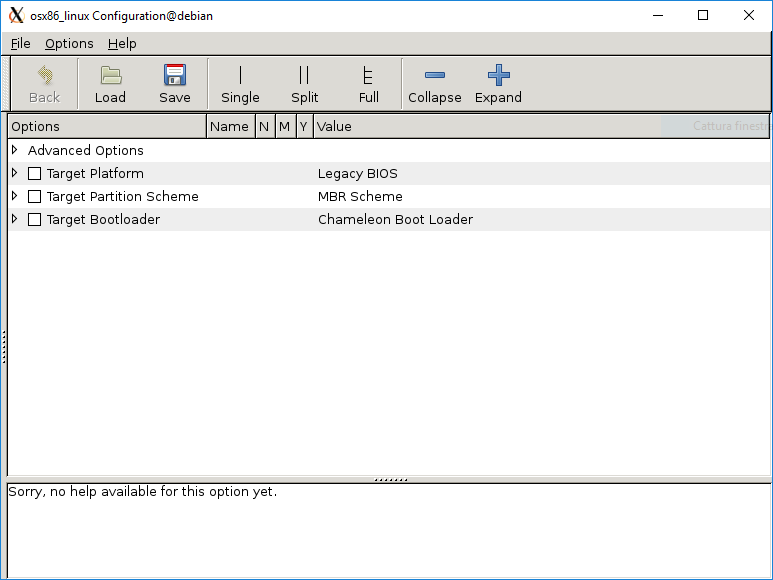 osx86_linux Configuration@debian
File Options Help
Back Load Save Single Split Full Collapse Expand
Options Name N M Y Value
Advanced Options
Target Platform Legacy BIOS
Target Partition Scheme MBR Scheme
Target Bootloader Chameleon Boot Loader
Sorry, no help available for this option yet.